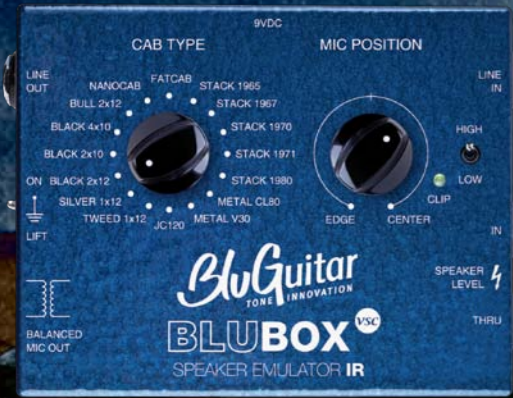 9VDC
CAB TYPE
MIC POSITION
LINE OUT
LINE IN
NANOCAB
FATCAB
STACK 1965
BULL 2x12
STACK 1967
BLACK 4x10
STACK 1970
HIGH
BLACK 2x10
STACK 1971
LOW
ON
BLACK 2x12
STACK 1980
CLIP
SILVER 1x12
METAL CL80
TWEED 1x12
JC120
METAL V30
EDGE
CENTER
LIFT
IN
BluGuitar
TONE INNOVATION
SPEAKER LEVEL
BLUBOX VSC
THRU
BALANCED MIC OUT
SPEAKER EMULATOR IR